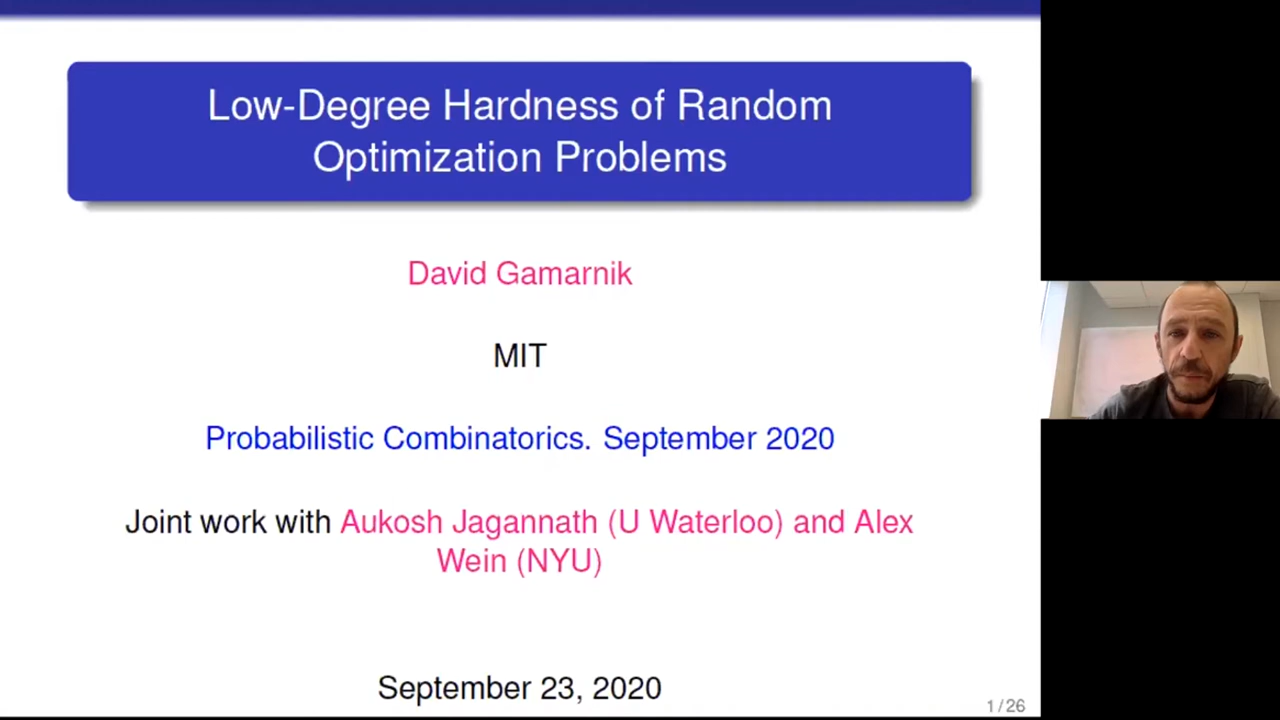 Low-Degree Hardness of Random
Optimization Problems
David Gamarnik
MIT
Probabilistic Combinatorics. September 2020
Joint work with Aukosh Jagannath (U Waterloo) and Alex
Wein (NYU)
September 23, 2020
1 / 26